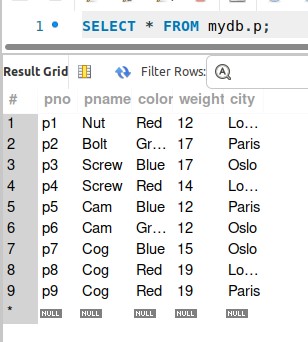 1 SELECT * FROM mydb.p;
Result Grid Filter Rows:
# pno pname color weight city
1 p1 Nut Red 12 Lo...
2 p2 Bolt Gr... 17 Paris
3 p3 Screw Blue 17 Oslo
4 p4 Screw Red 14 Lo...
5 p5 Cam Blue 12 Paris
6 p6 Cam Gr... 12 Oslo
7 p7 Cog Blue 15 Oslo
8 p8 Cog Red 19 Lo...
9 p9 Cog Red 19 Paris
* NULL NULL NULL NULL NULL